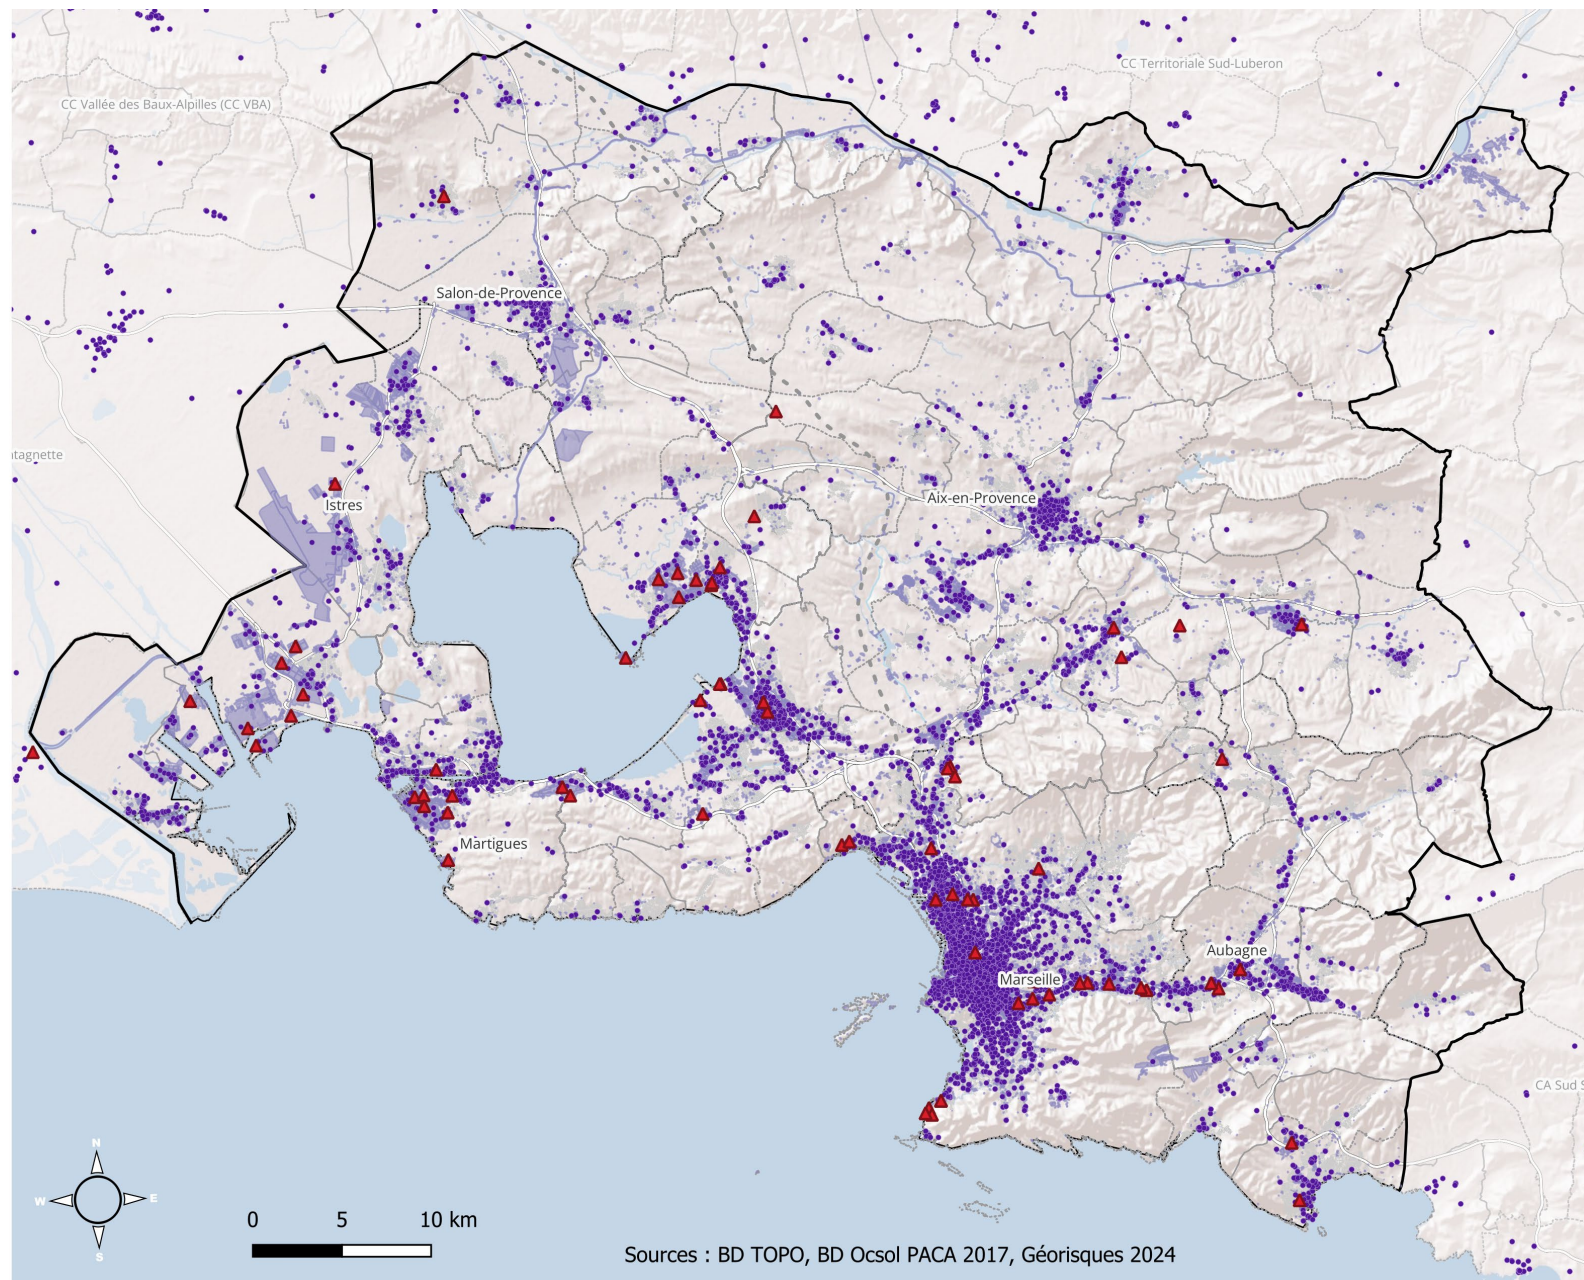 CC Territoriale Sud-Luberon
CC Vallée des Baux-Alpilles (CC VBA)
Salon-de-Provence
ntagnette
Istres
Aix-en-Provence
Martigues
Aubagne
Marseille
CA Sud S
N
W E
S
0 5 10 km
Sources : BD TOPO, BD Ocsol PACA 2017, Géorisques 2024